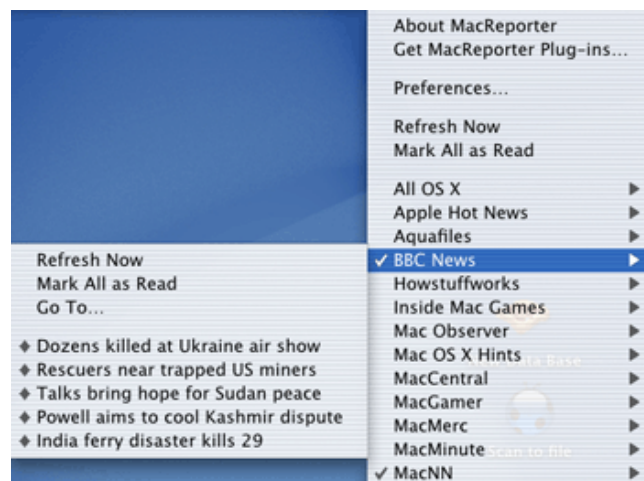 About MacReporter
Get MacReporter Plug-ins...
Preferences...
Refresh Now
Mark All as Read
All OS X
Apple Hot News
Aquafiles
✓ BBC News
Howstuffworks
Inside Mac Games
Mac Observer
Mac OS X Hints
MacCentral
MacGamer
MacMerc
MacMinute
✓ MacNN
Refresh Now
Mark All as Read
Go To...
Dozens killed at Ukraine air show
Rescuers near trapped US miners
Talks bring hope for Sudan peace
Powell aims to cool Kashmir dispute
India ferry disaster kills 29
Data Base
Scan to file